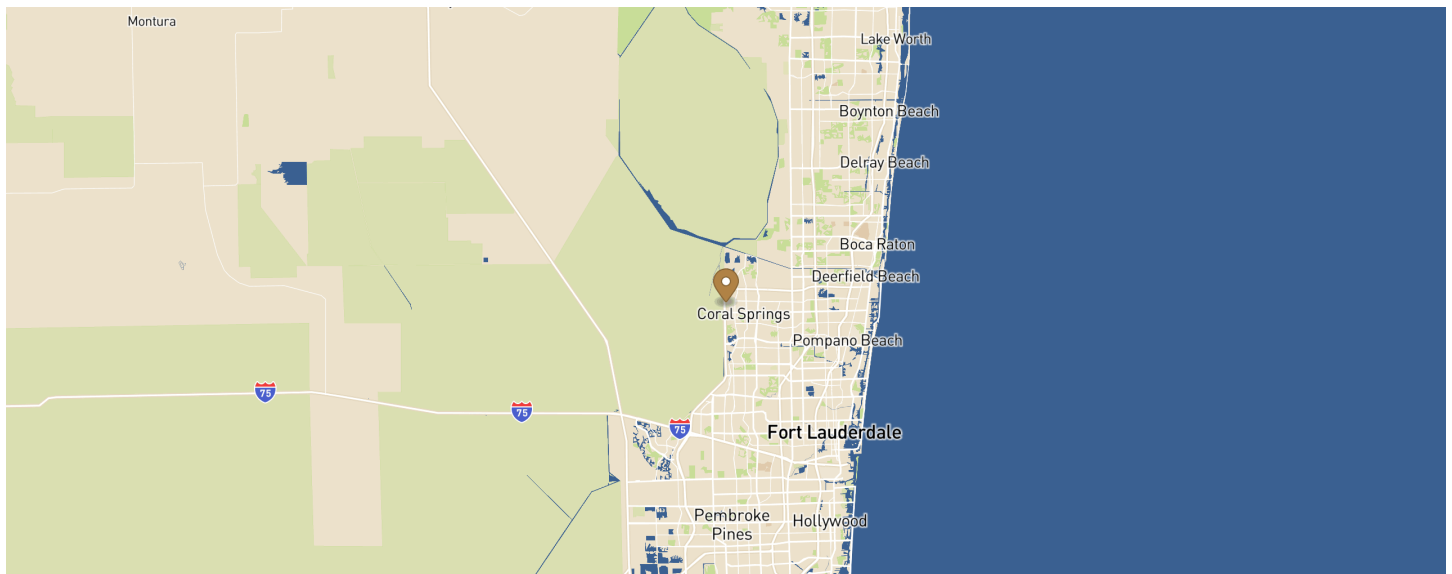 Montura
Lake Worth
Boynton Beach
Delray Beach
Boca Raton
Deerfield Beach
Coral Springs
Pompano Beach
75
75
75
Fort Lauderdale
Pembroke
Pines
Hollywood